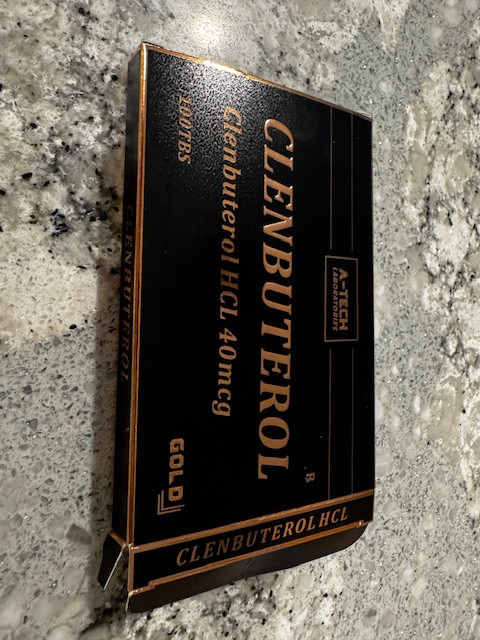 A-TECH
LABORATORIES
CLENBUTEROL
Clenbuterol HCL 40mcg
100TBS
GOLD
CLENBUTEROL HCL
CLENBUTEROL